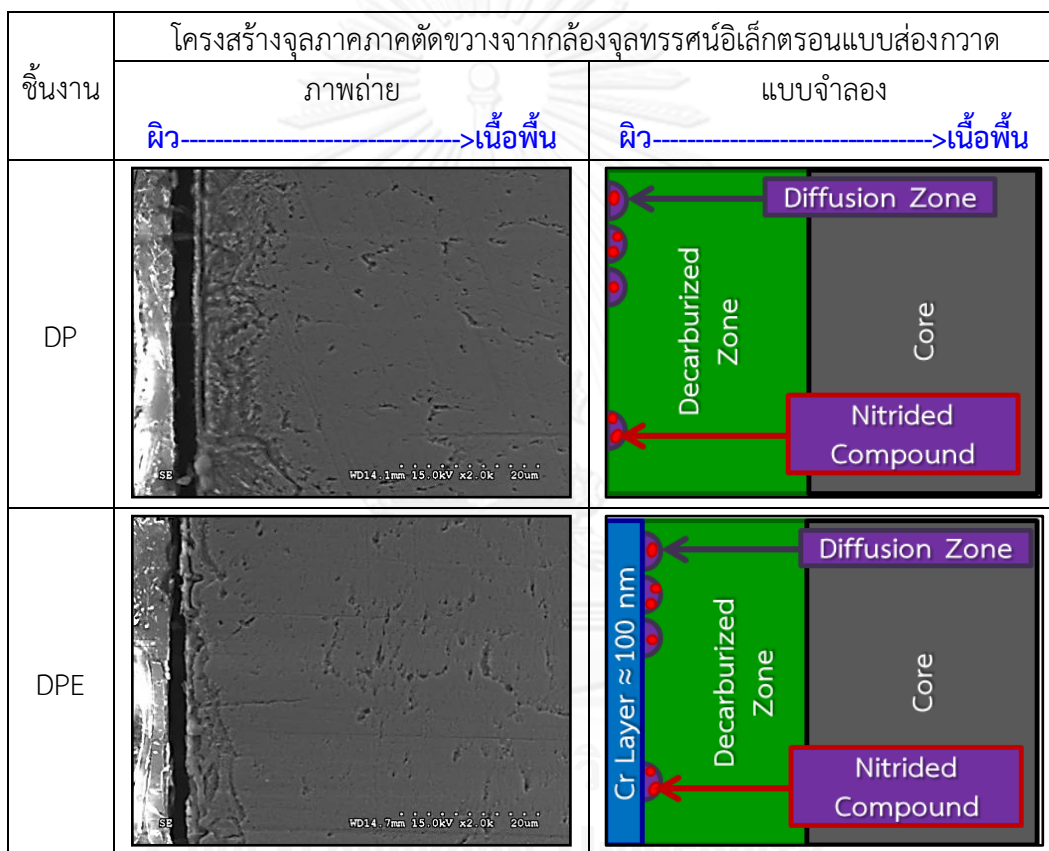 ชิ้นงาน
โครงสร้างจุลภาคภาคตัดขวางจากกล้องจุลทรรศน์อิเล็กตรอนแบบส่องกวาด
ภาพถ่าย
แบบจำลอง
ผิว---------------------------------->เนื้อพื้น
ผิว---------------------------------->เนื้อพื้น
DP
SE
WD14.1mm 15.0kV x2.0k 20um
Diffusion Zone
Decarburized
Zone
Core
Nitrided
Compound
DPE
SE
WD14.7mm 15.0kV x2.0k 20um
Cr Layer ≈ 100 nm
Diffusion Zone
Decarburized
Zone
Core
Nitrided
Compound